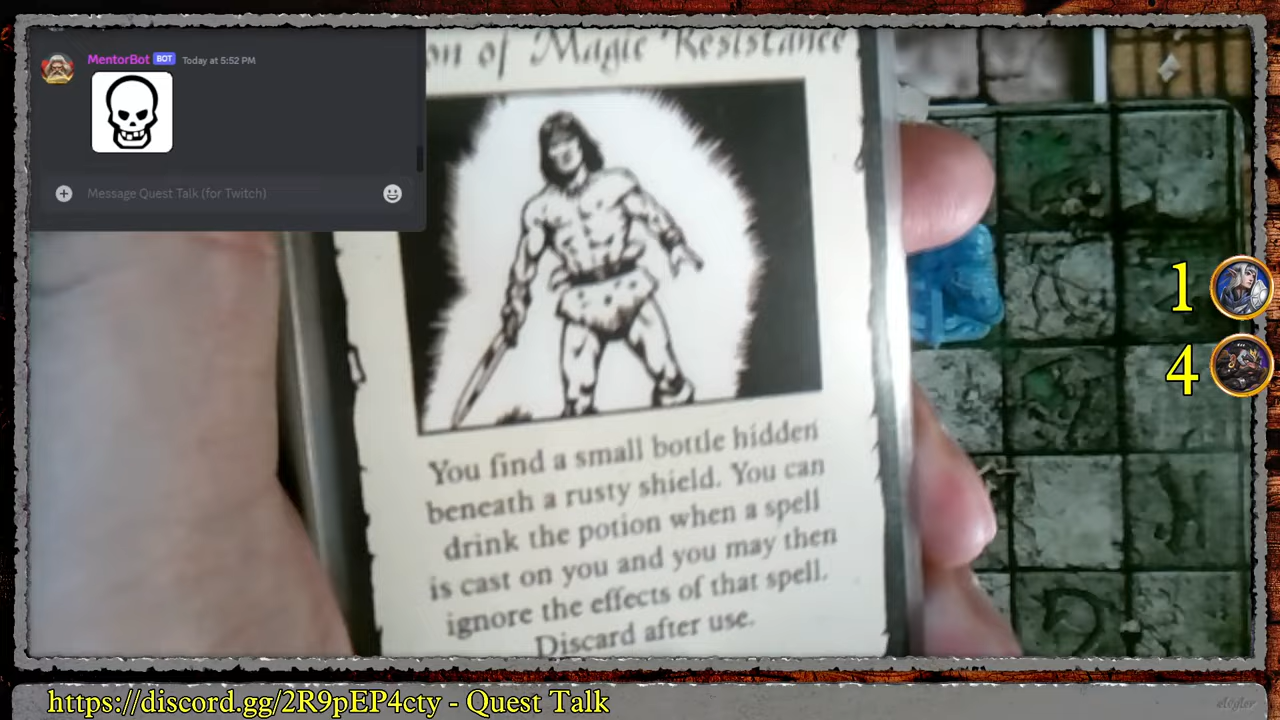 MentorBot BOT Today at 5:52 PM
Message Quest Talk (for Twitch)
on of Magic Resistance
You find a small bottle hidden
beneath a rusty shield. You can
drink the potion when a spell
is cast on you and you may then
ignore the effects of that spell.
Discard after use.
1
4
https://discord.gg/2R9pEP4cty - Quest Talk